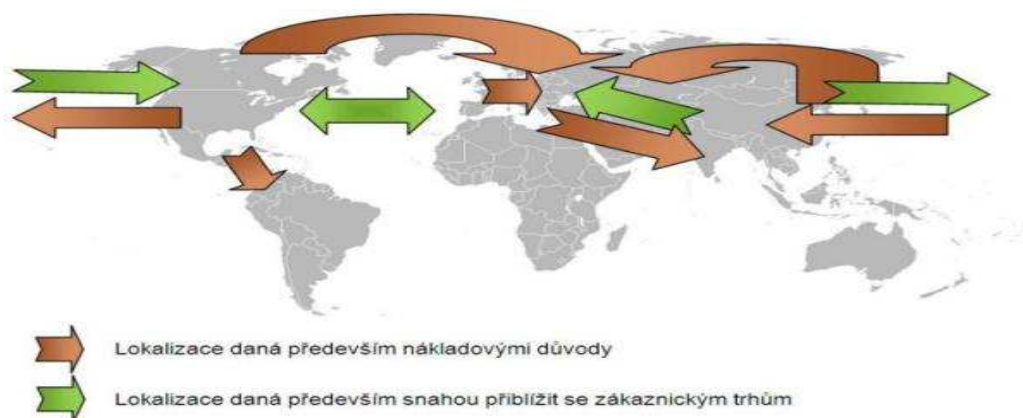 Lokalizace daná především nákladovými důvody
Lokalizace daná především snahou přiblížit se zákaznickým trhům